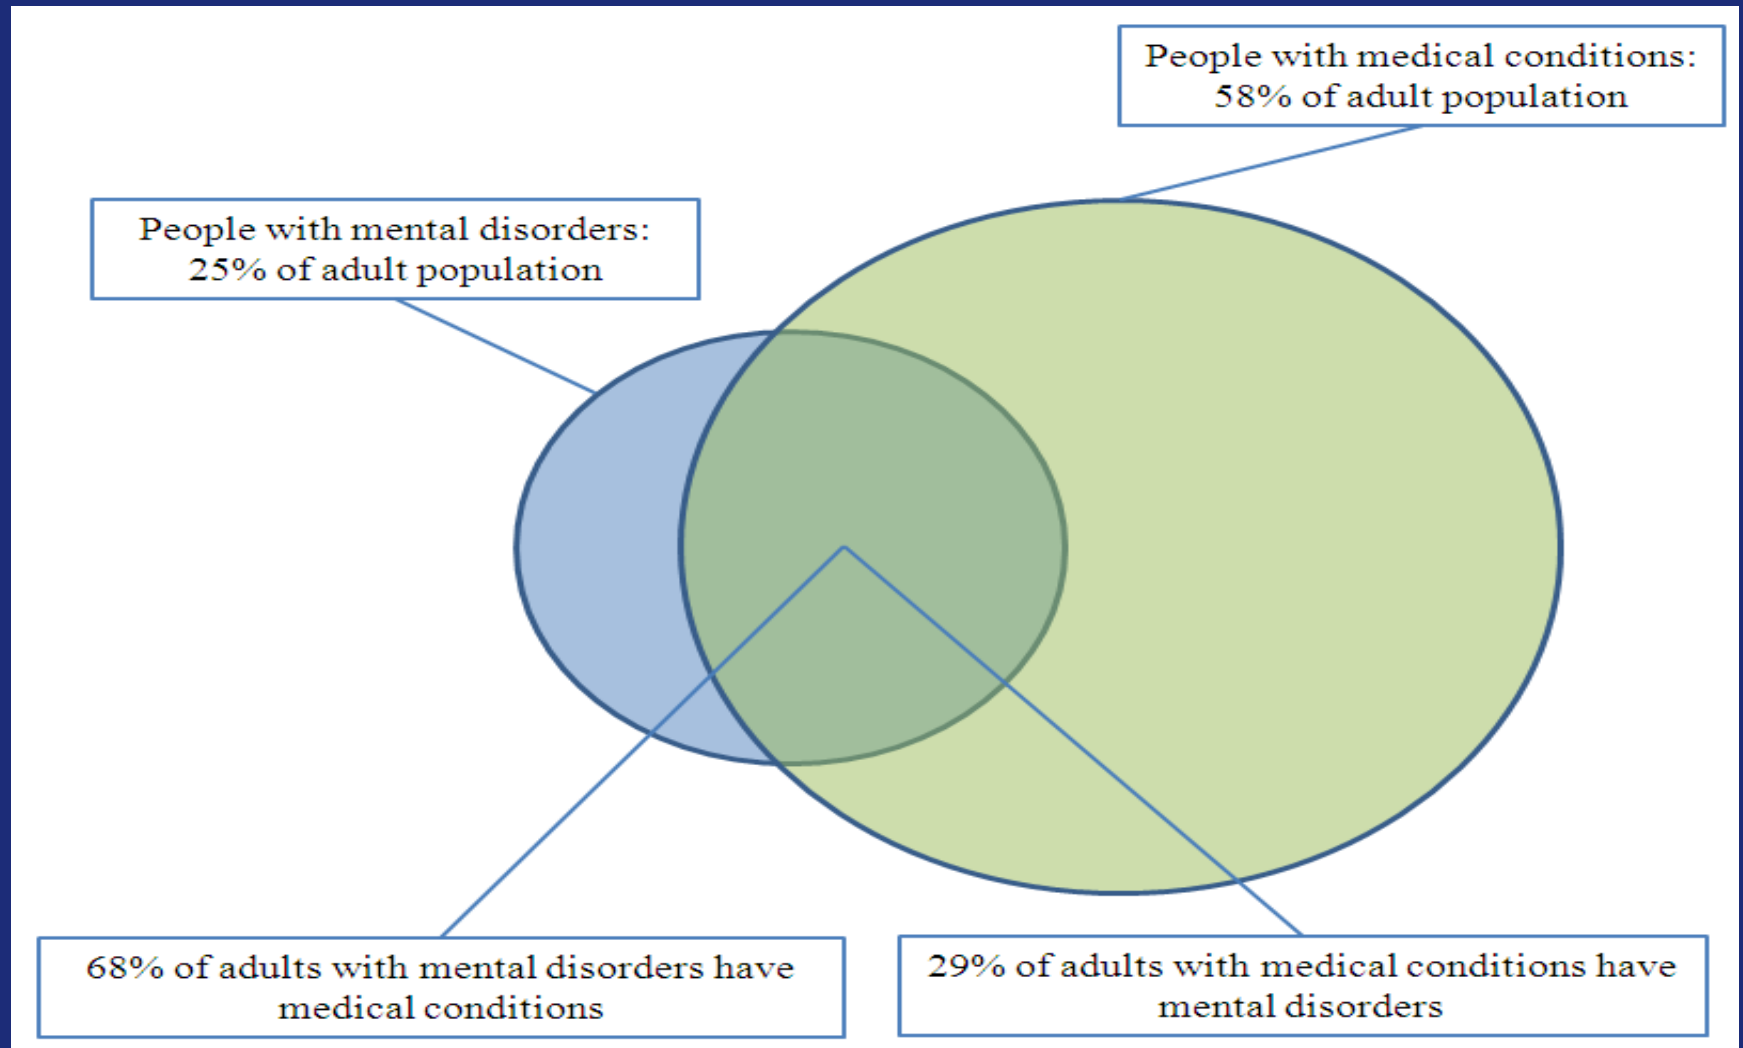 People with medical conditions:
58% of adult population
People with mental disorders:
25% of adult population
68% of adults with mental disorders have
medical conditions
29% of adults with medical conditions have
mental disorders